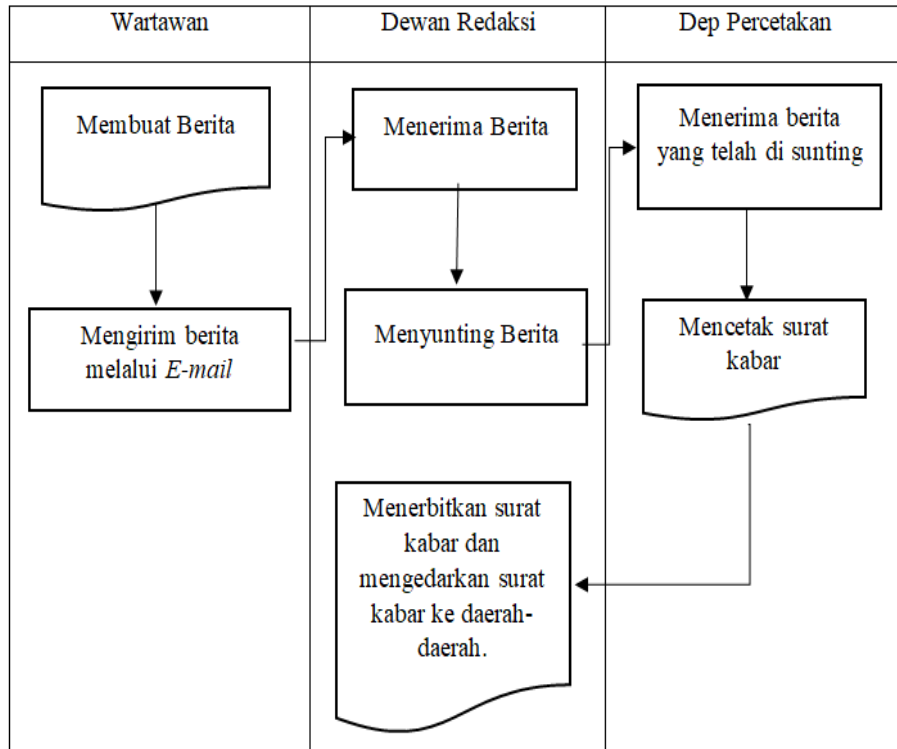 Wartawan
Dewan Redaksi
Dep Percetakan
Membuat Berita
Menerima Berita
Menerima berita
yang telah di sunting
Mengirim berita
melalui E-mail
Menyunting Berita
Mencetak surat
kabar
Menerbitkan surat
kabar dan
mengedarkan surat
kabar ke daerah-
daerah.